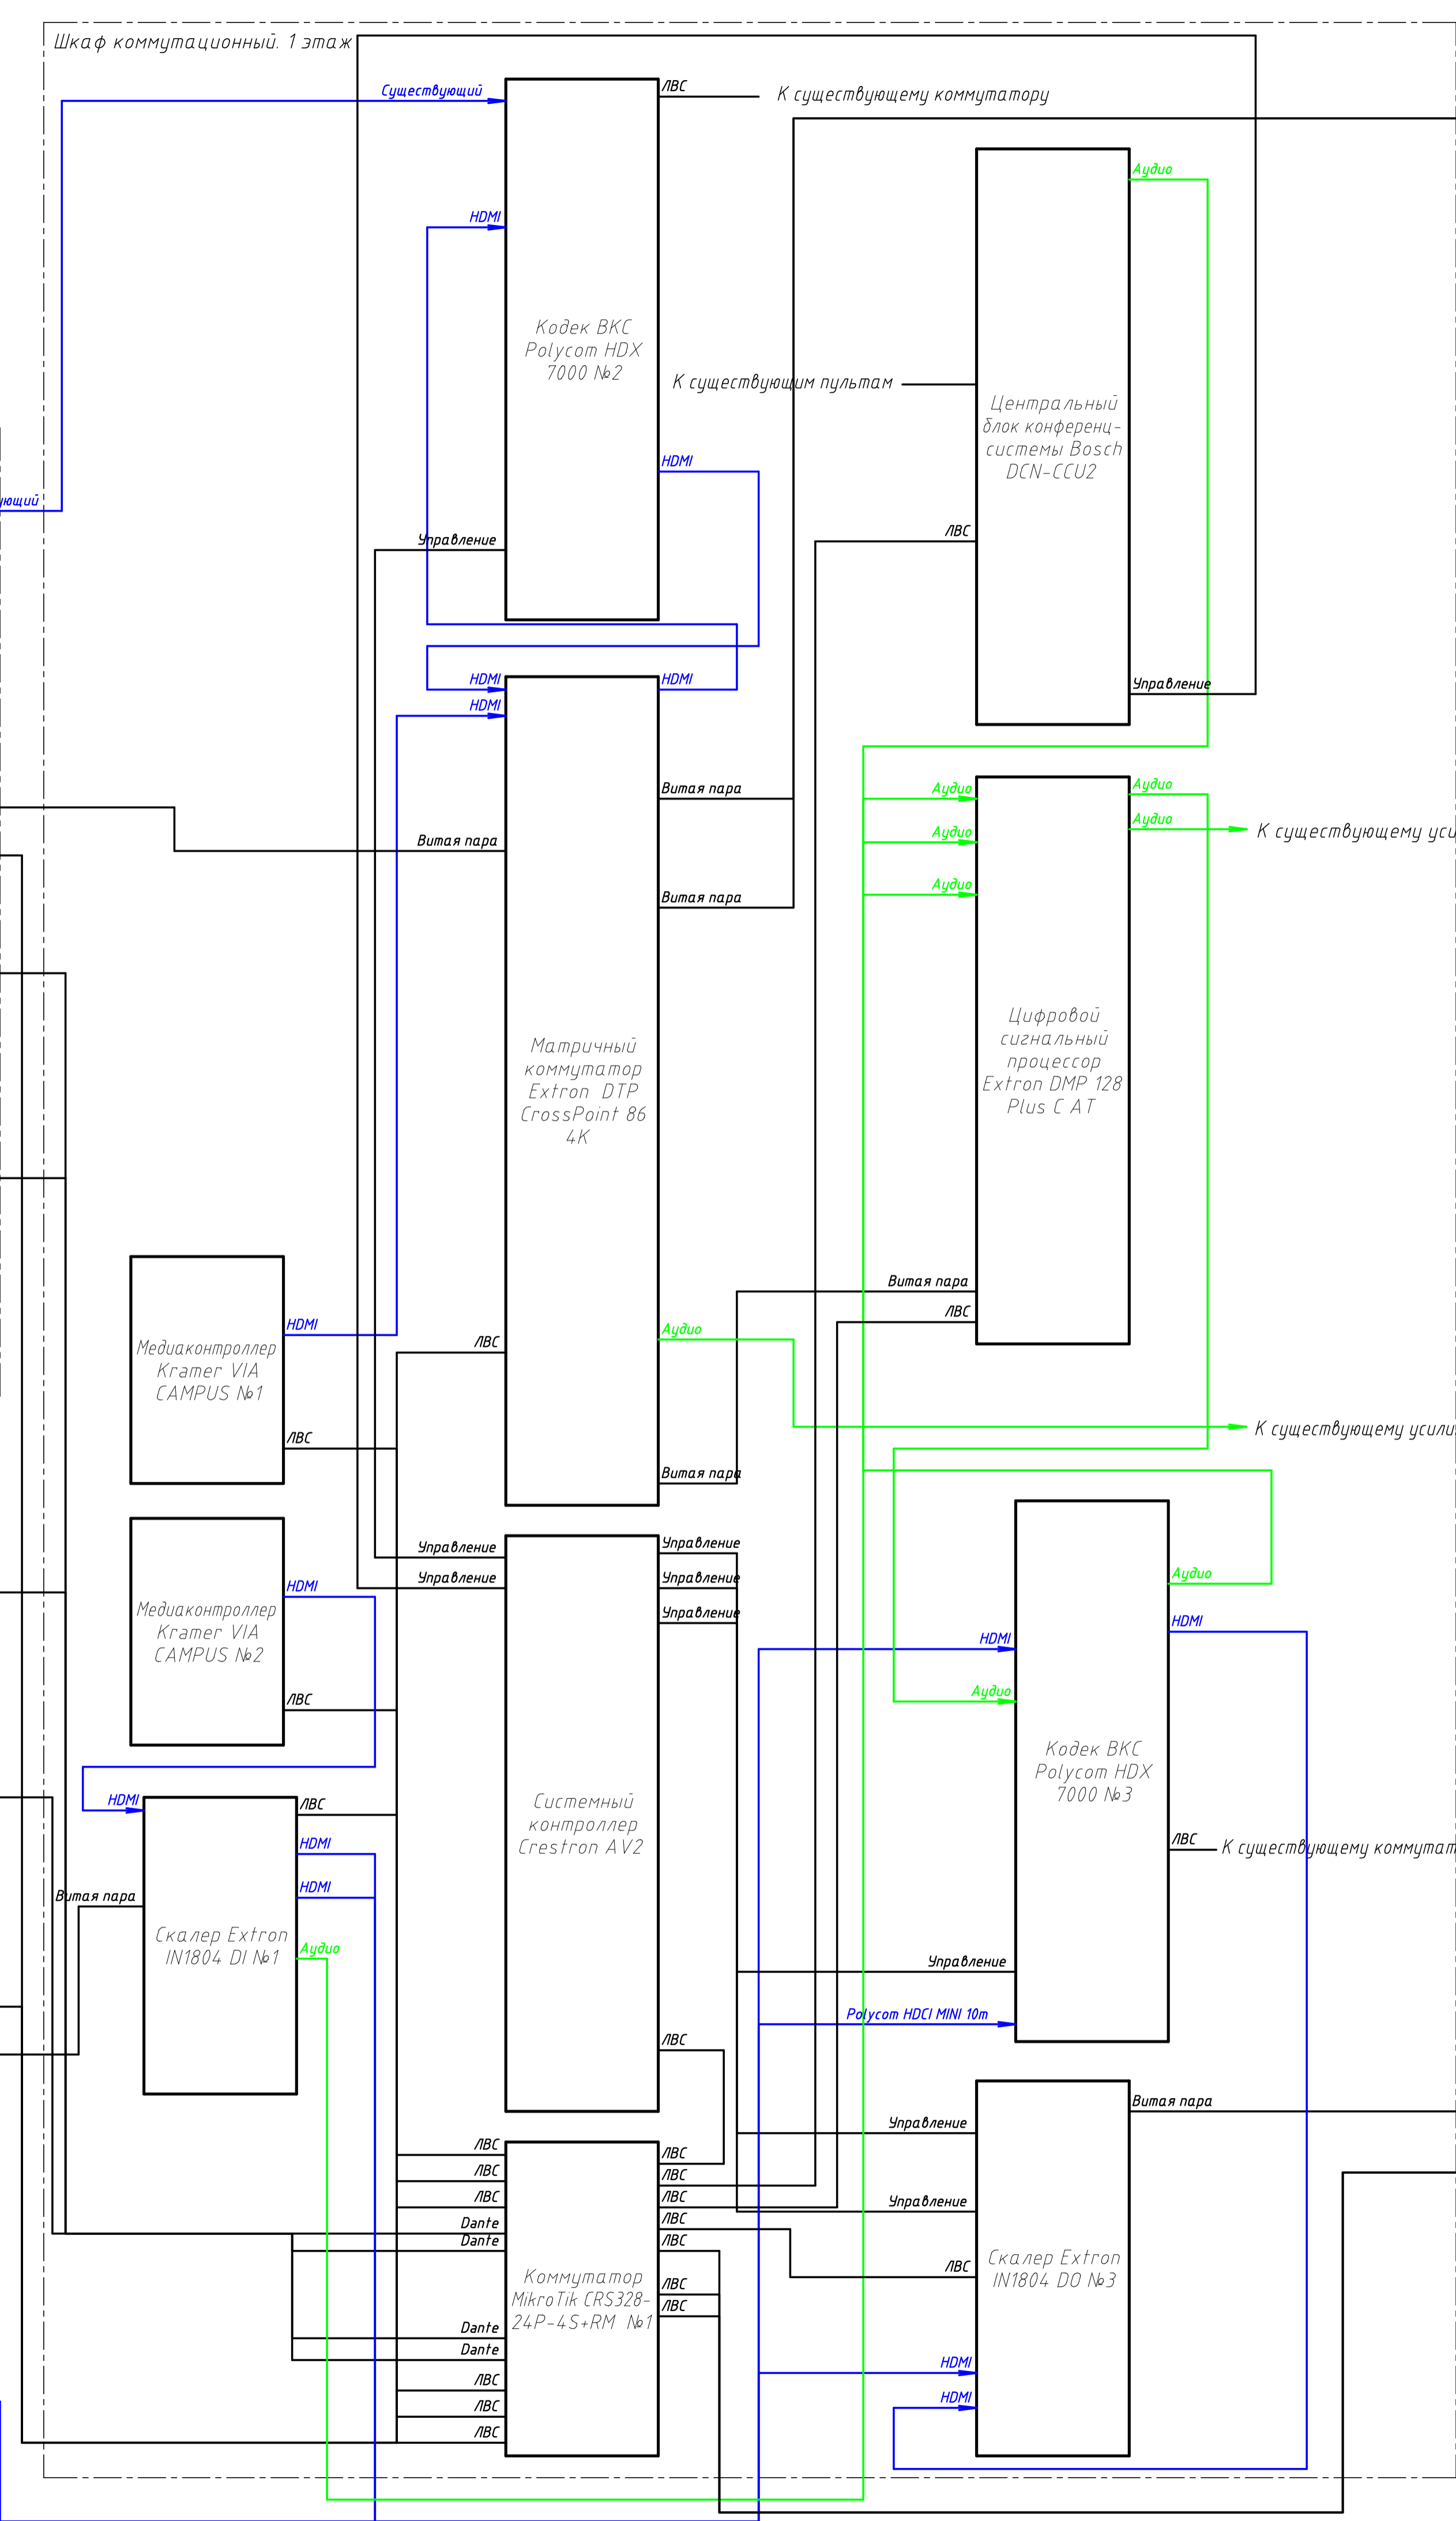 Шкаф коммутационный. 1 этаж
Существующий
ЛВС
К существующему коммутатору
HDMI
Кодек ВКС
Polycom HDX
7000 №2
HDMI
Управление
Аудио
К существующим пультам
Центральный
блок конференц-
системы Bosch
DCN-CCU2
ЛВС
Управление
HDMI
HDMI
HDMI
Витая пара
Витая пара
Витая пара
Матричный
коммутатор
Extron DTP
CrossPoint 86
4K
ЛВС
Аудио
Витая пара
Аудио
Аудио
Аудио
Аудио
Аудио
К существующему
Цифровой
сигнальный
процессор
Extron DMP 128
Plus C AT
Витая пара
ЛВС
К существующему
HDMI
Медиаконтроллер
Kramer VIA
CAMPUS №1
ЛВС
HDMI
Медиаконтроллер
Kramer VIA
CAMPUS №2
ЛВС
Управление
Управление
Управление
Управление
Управление
Системный
контроллер
Crestron AV2
ЛВС
Аудио
HDMI
HDMI
Аудио
Кодек ВКС
Polycom HDX
7000 №3
ЛВС
К существующему
Управление
Polycom HDCI MINI 10m
HDMI
ЛВС
HDMI
HDMI
Витая пара
Скалер Extron
IN1804 DI №1
Аудио
ЛВС
ЛВС
ЛВС
Dante
Dante
ЛВС
ЛВС
ЛВС
ЛВС
ЛВС
ЛВС
ЛВС
Коммутатор
MikroTik CRS328-
24P-4S+RM №1
Dante
Dante
ЛВС
ЛВС
ЛВС
Витая пара
Управление
Управление
ЛВС
Скалер Extron
IN1804 DO №3
HDMI
HDMI